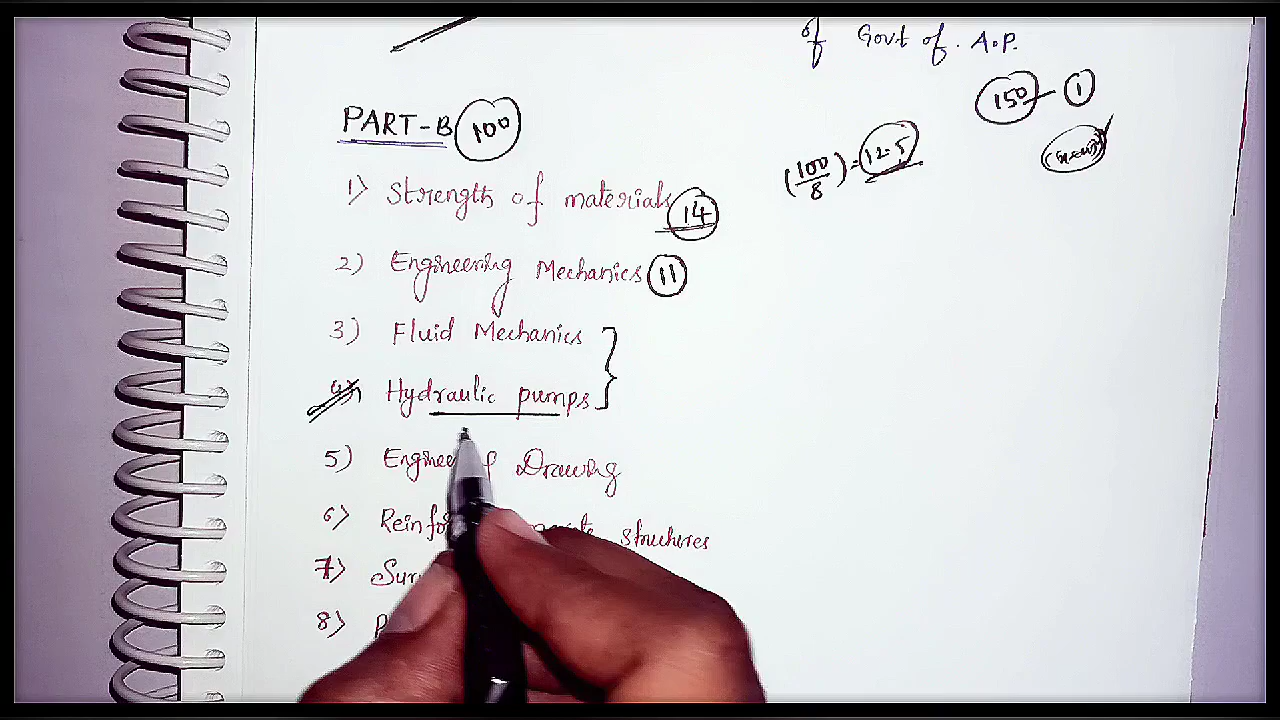 of Govt of. A.P.
150 - 1
PART-B 100
(100/8) = 12.5
1) Strength of materials 14
2) Engineering Mechanics 11
3) Fluid Mechanics
4) Hydraulic pumps
5) Drawing
6) structures
7)
8)